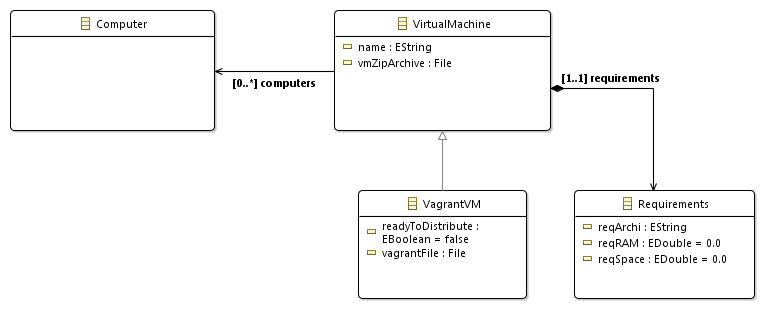 Computer
[0..*] computers
VirtualMachine
name : EString
vmZipArchive : File
[1..1] requirements
VagrantVM
readyToDistribute :
EBoolean = false
vagrantFile : File
Requirements
reqArchi : EString
reqRAM : EDouble = 0.0
reqSpace : EDouble = 0.0